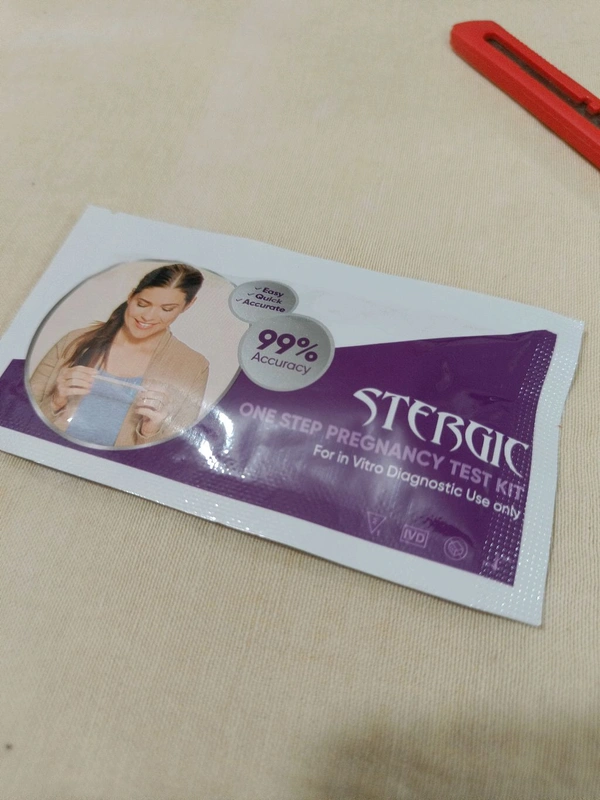 ✓Easy
✓Quick
✓Accurate
99%
Accuracy
STERGIC
ONE STEP PREGNANCY TEST KIT
For in Vitro Diagnostic Use only
IVD